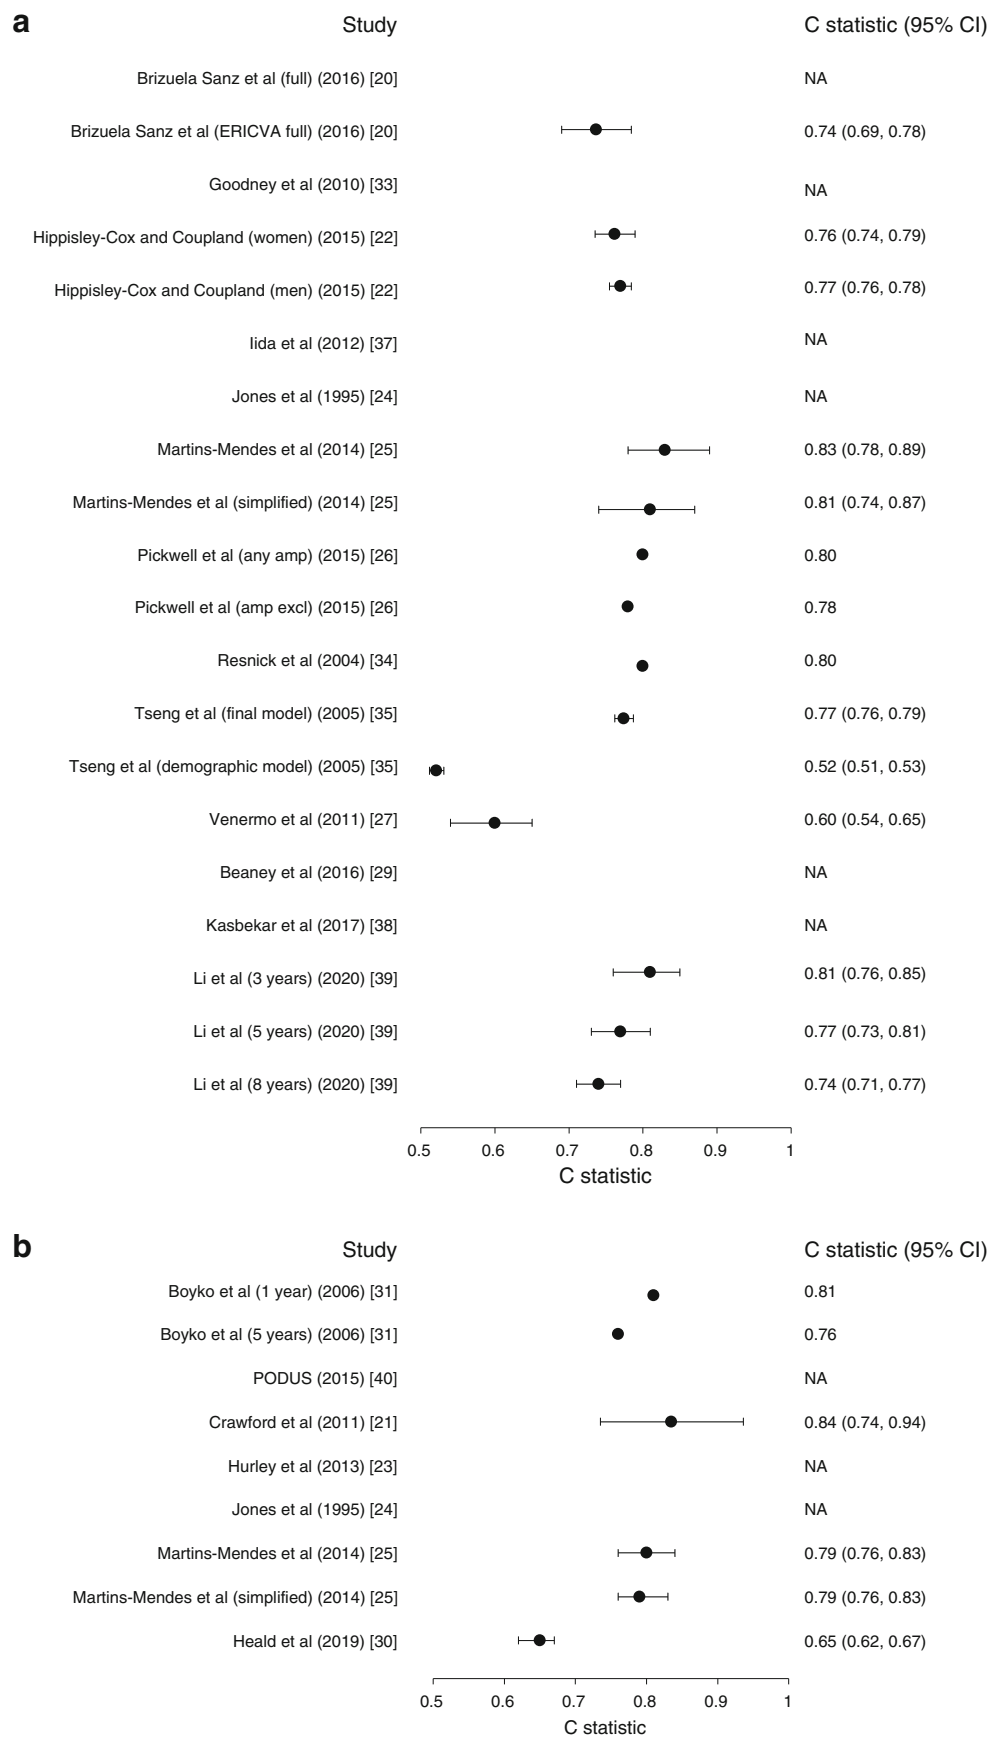 a
Study C statistic (95% CI)
Brizuela Sanz et al (full) (2016) [20] NA
Brizuela Sanz et al (ERICVA full) (2016) [20] 0.74 (0.69, 0.78)
Goodney et al (2010) [33] NA
Hippisley-Cox and Coupland (women) (2015) [22] 0.76 (0.74, 0.79)
Hippisley-Cox and Coupland (men) (2015) [22] 0.77 (0.76, 0.78)
Iida et al (2012) [37] NA
Jones et al (1995) [24] NA
Martins-Mendes et al (2014) [25] 0.83 (0.78, 0.89)
Martins-Mendes et al (simplified) (2014) [25] 0.81 (0.74, 0.87)
Pickwell et al (any amp) (2015) [26] 0.80
Pickwell et al (amp excl) (2015) [26] 0.78
Resnick et al (2004) [34] 0.80
Tseng et al (final model) (2005) [35] 0.77 (0.76, 0.79)
Tseng et al (demographic model) (2005) [35] 0.52 (0.51, 0.53)
Venermo et al (2011) [27] 0.60 (0.54, 0.65)
Beaney et al (2016) [29] NA
Kasbekar et al (2017) [38] NA
Li et al (3 years) (2020) [39] 0.81 (0.76, 0.85)
Li et al (5 years) (2020) [39] 0.77 (0.73, 0.81)
Li et al (8 years) (2020) [39] 0.74 (0.71, 0.77)
0.5 0.6 0.7 0.8 0.9 1
C statistic
b
Study C statistic (95% CI)
Boyko et al (1 year) (2006) [31] 0.81
Boyko et al (5 years) (2006) [31] 0.76
PODUS (2015) [40] NA
Crawford et al (2011) [21] 0.84 (0.74, 0.94)
Hurley et al (2013) [23] NA
Jones et al (1995) [24] NA
Martins-Mendes et al (2014) [25] 0.79 (0.76, 0.83)
Martins-Mendes et al (simplified) (2014) [25] 0.79 (0.76, 0.83)
Heald et al (2019) [30] 0.65 (0.62, 0.67)
0.5 0.6 0.7 0.8 0.9 1
C statistic